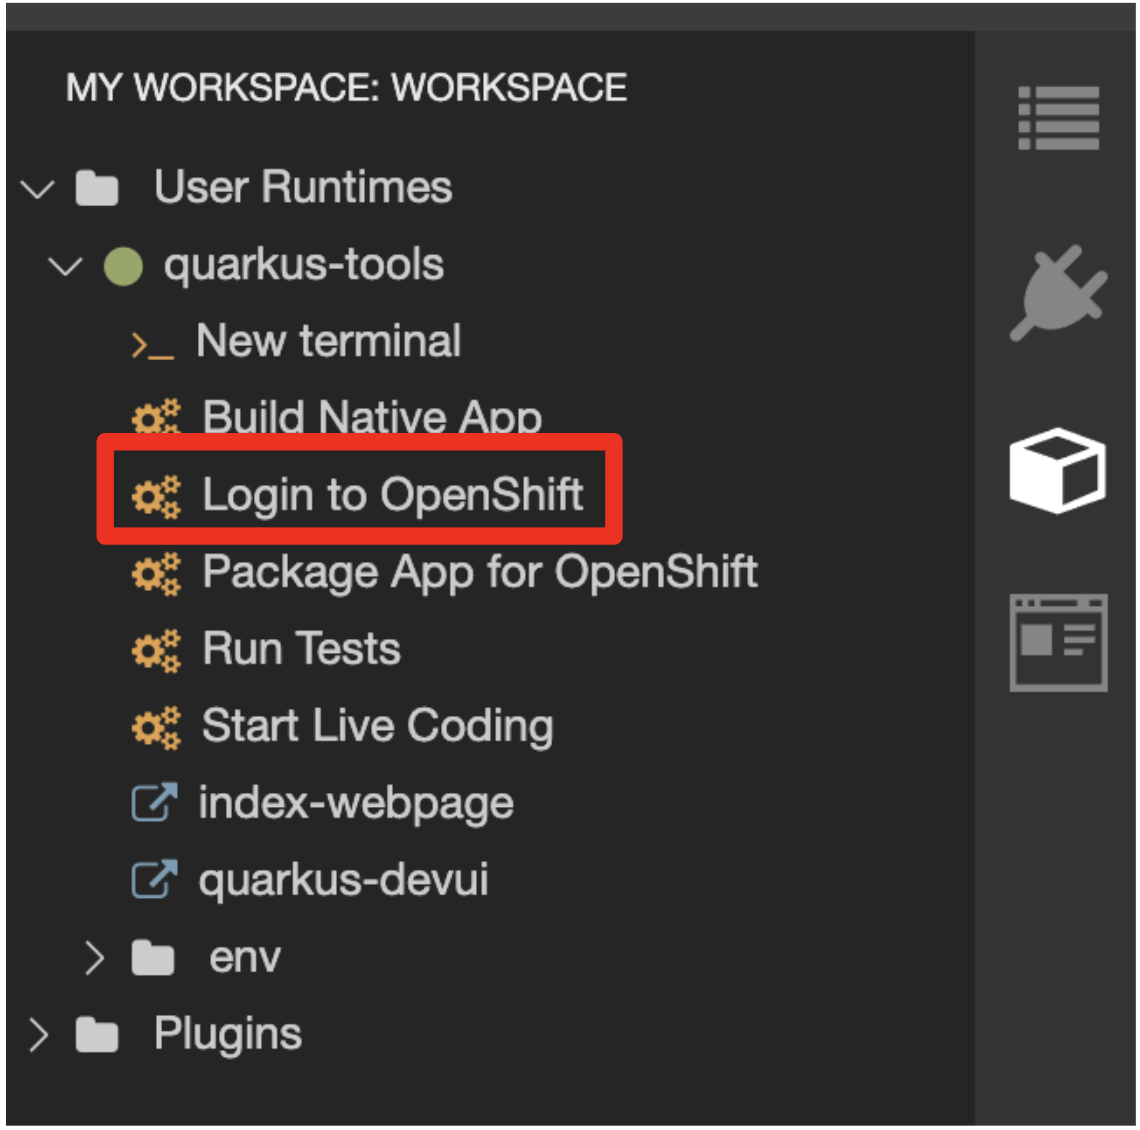 MY WORKSPACE: WORKSPACE
User Runtimes
quarkus-tools
New terminal
Build Native App
Login to OpenShift
Package App for OpenShift
Run Tests
Start Live Coding
index-webpage
quarkus-devui
env
Plugins